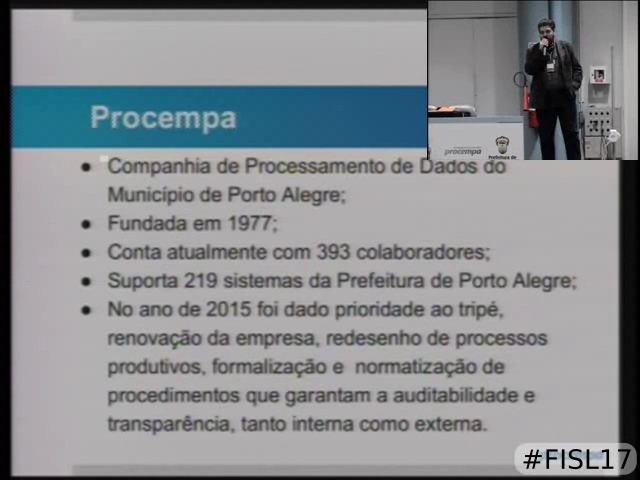 Procempa
● Companhia de Processamento de Dados do
Município de Porto Alegre;
● Fundada em 1977;
● Conta atualmente com 393 colaboradores;
● Suporta 219 sistemas da Prefeitura de Porto Alegre;
● No ano de 2015 foi dado prioridade ao tripé,
renovação da empresa, redesenho de processos
produtivos, formalização e normatização de
procedimentos que garantam a auditabilidade e
transparência, tanto interna como externa.
procempa
Prefeitura de
#FISL17